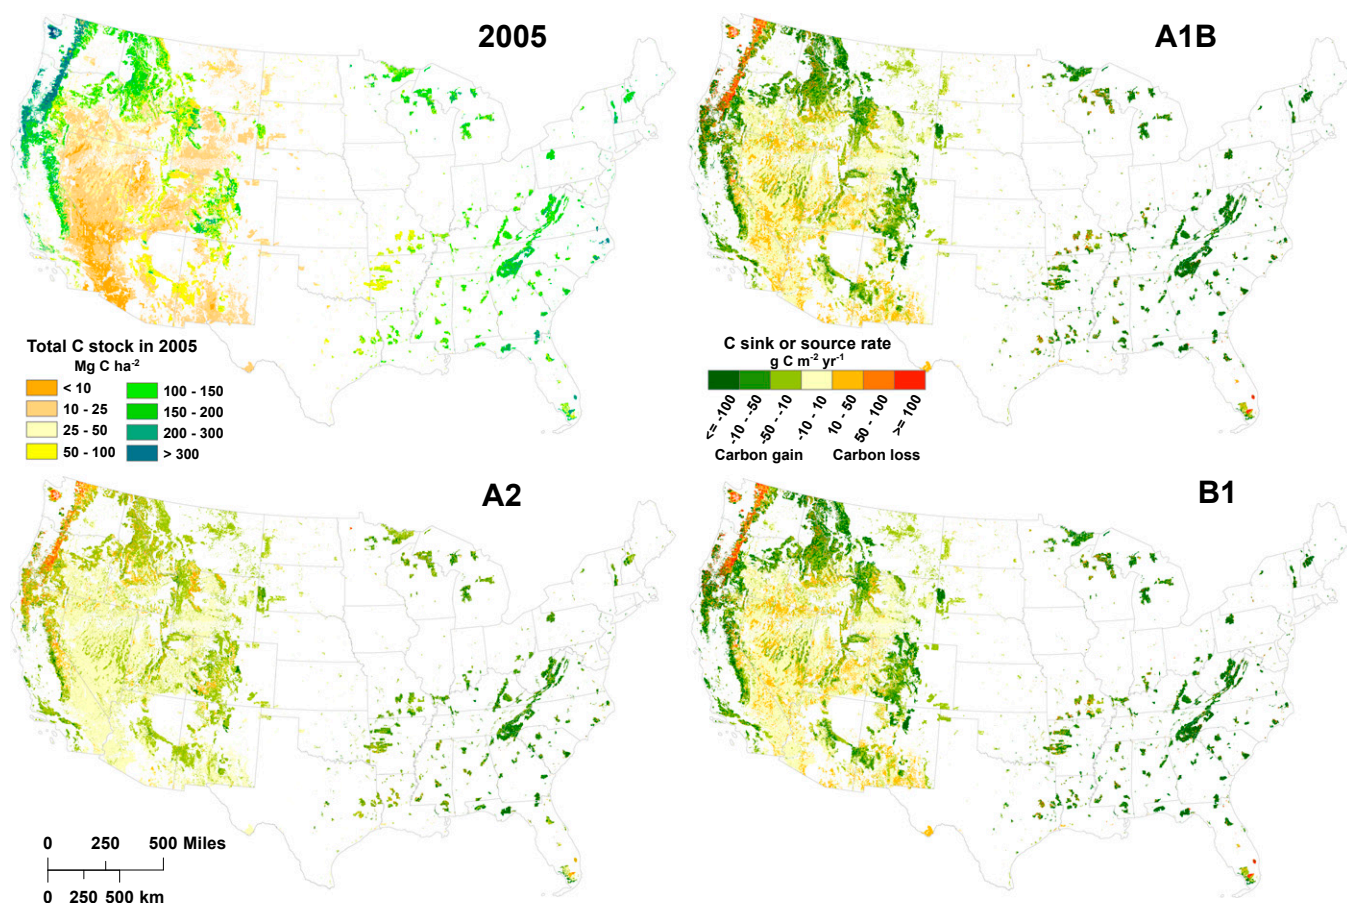 2005
A1B
Total C stock in 2005
Mg C ha-2
< 10
10 - 25
25 - 50
50 - 100
100 - 150
150 - 200
200 - 300
> 300
C sink or source rate
g C m-2 yr-1
<= -100
-10 - -50
-50 - -10
-10 - 10
10 - 50
50 - 100
>= 100
Carbon gain
Carbon loss
A2
B1
0 250 500 Miles
0 250 500 km